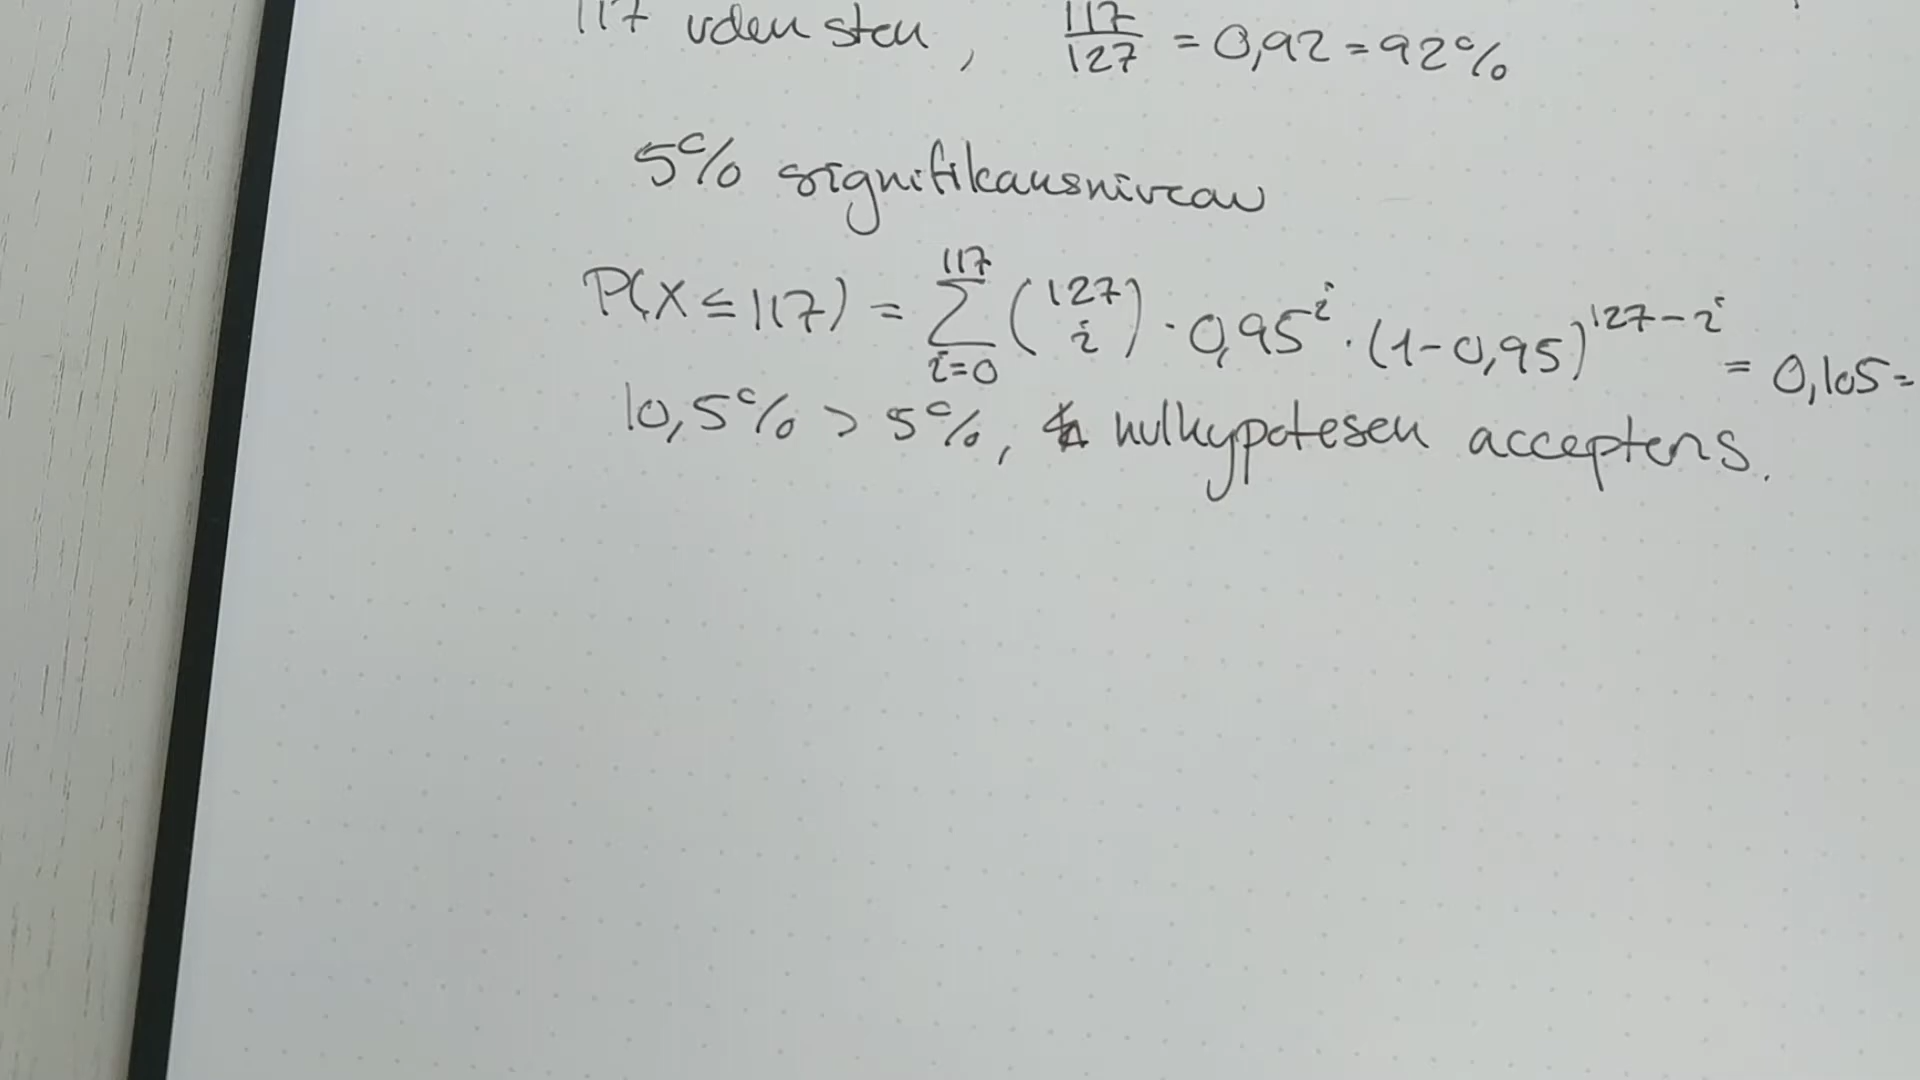 117 uden sten, 117/127 = 0,92 = 92%
5% signifikansniveau
P(X ≤ 117) = ∑_{i=0}^{117} (127 i) · 0,95^i · (1-0,95)^{127-i} = 0,105 =
10,5% > 5%, nulhypotesen accepteres.